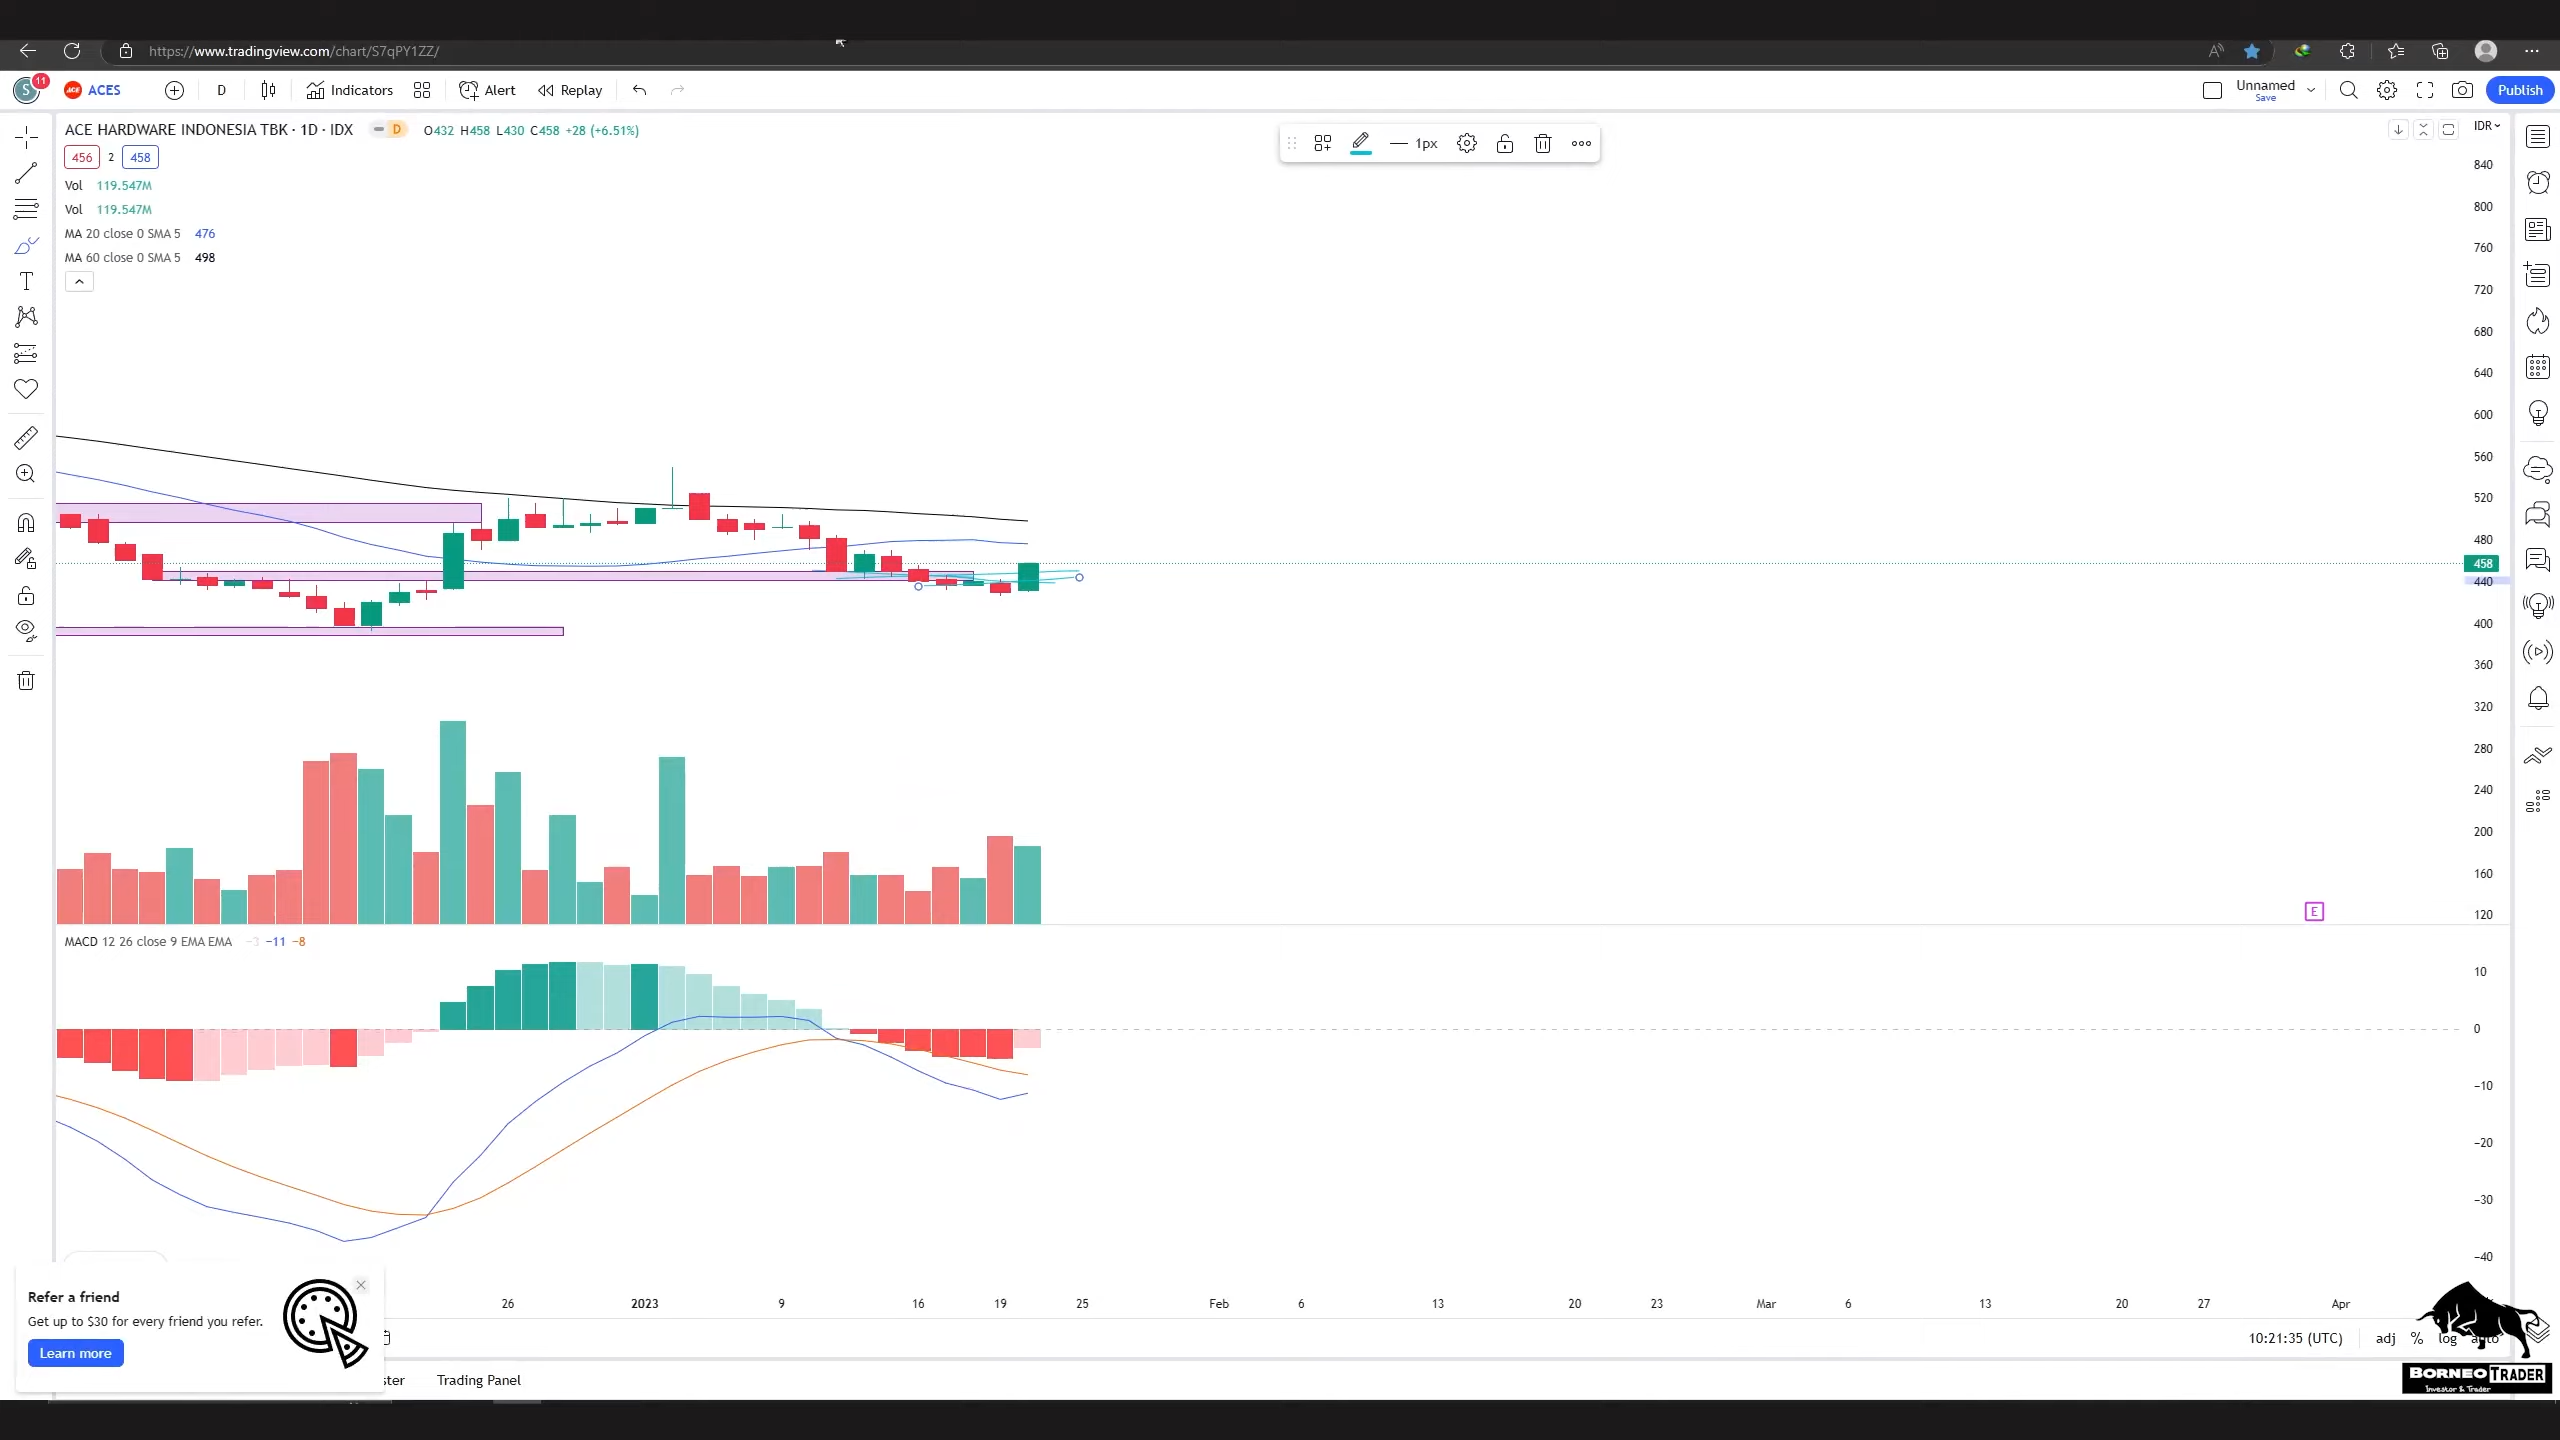 https://www.tradingview.com/chart/S7qPY1ZZ/
S 11 ACES D Indicators Alert Replay Unnamed Save Publish
ACE HARDWARE INDONESIA TBK · 1D · IDX D O432 H458 L430 C458 +28 (+6.51%)
1px
IDR
456 2 458
Vol 119.547M
Vol 119.547M
MA 20 close 0 SMA 5 476
MA 60 close 0 SMA 5 498
840
800
760
720
680
640
600
560
520
480
458
440
400
360
320
280
240
200
160
120
E
MACD 12 26 close 9 EMA EMA −3 −11 −8
10
0
−10
−20
−30
−40
26 2023 9 16 19 25 Feb 6 13 20 23 Mar 6 13 20 27 Apr
Refer a friend
Get up to $30 for every friend you refer.
Learn more
10:21:35 (UTC) adj % log auto
ster Trading Panel
BORNEO TRADER
Investor & Trader